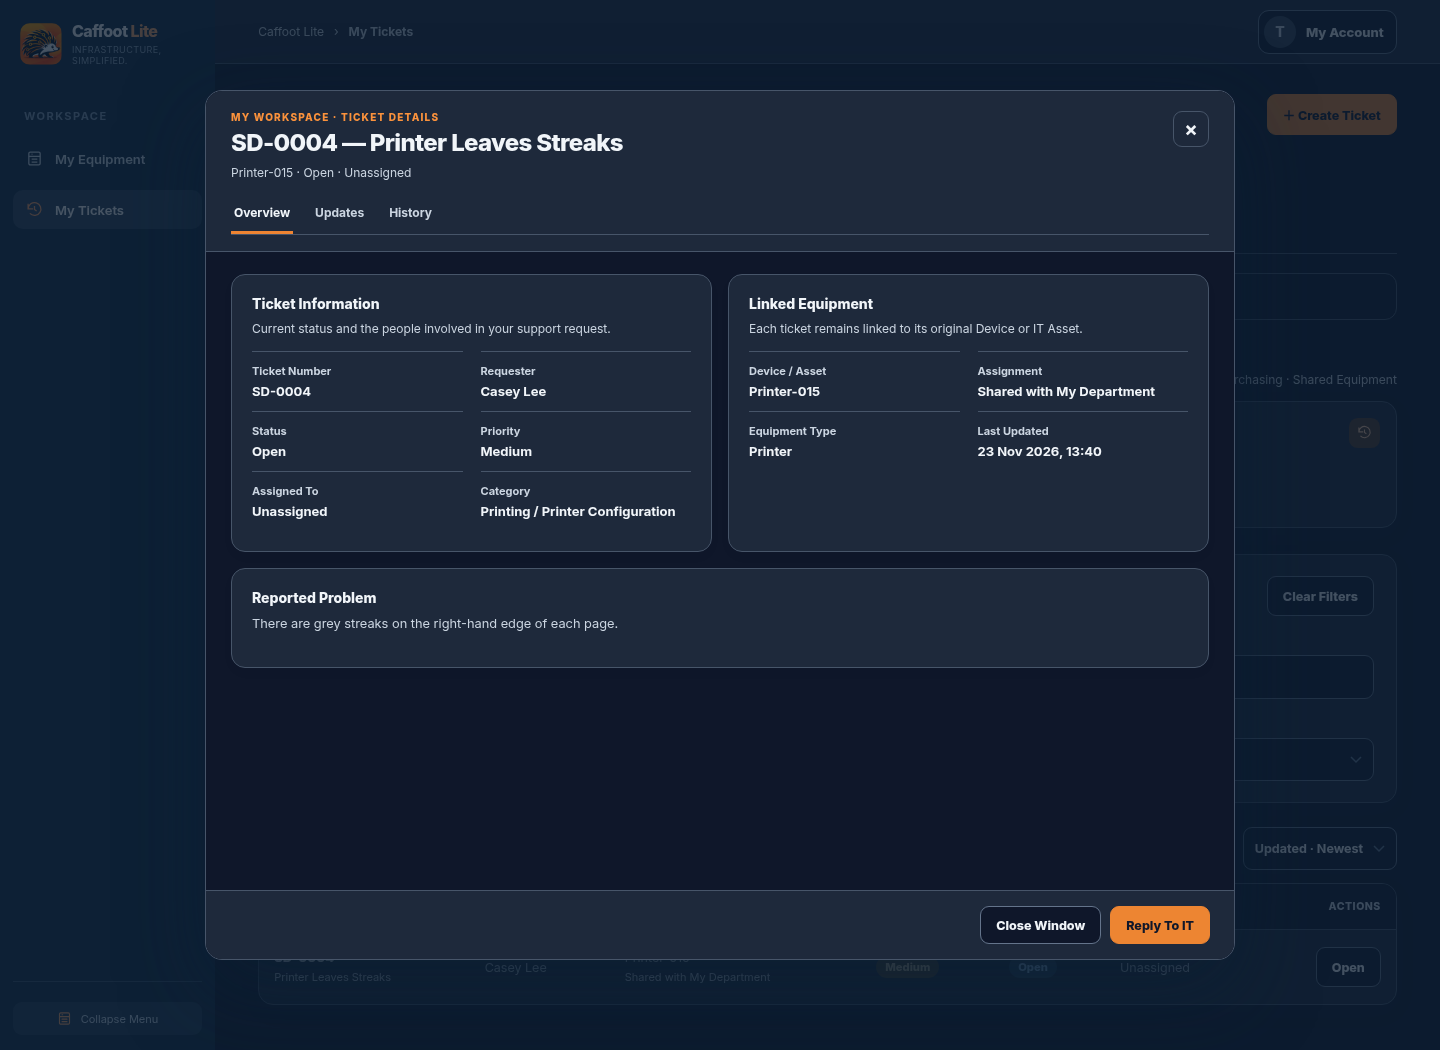 Caffoot Lite
INFRASTRUCTURE,
SIMPLIFIED.
Caffoot Lite › My Tickets
T My Account
WORKSPACE
My Equipment
My Tickets
+ Create Ticket
MY WORKSPACE · TICKET DETAILS
SD-0004 — Printer Leaves Streaks
Printer-015 · Open · Unassigned
Overview Updates History
Ticket Information
Current status and the people involved in your support request.
Ticket Number Requester
SD-0004 Casey Lee
Status Priority
Open Medium
Assigned To Category
Unassigned Printing / Printer Configuration
Linked Equipment
Each ticket remains linked to its original Device or IT Asset.
Device / Asset Assignment
Printer-015 Shared with My Department
Equipment Type Last Updated
Printer 23 Nov 2026, 13:40
Reported Problem
There are grey streaks on the right-hand edge of each page.
Close Window Reply To IT
· Shared Equipment
Clear Filters
Updated · Newest
ACTIONS
Casey Lee Medium Open Unassigned Open
Printer Leaves Streaks Shared with My Department
Collapse Menu